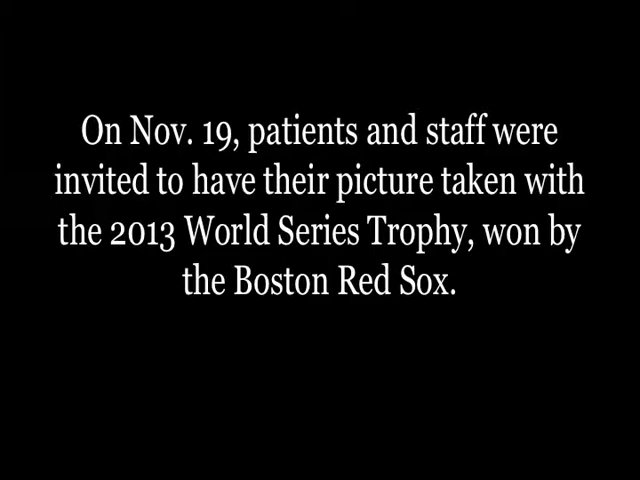 On Nov. 19, patients and staff were
invited to have their picture taken with
the 2013 World Series Trophy, won by
the Boston Red Sox.